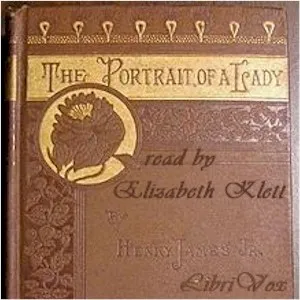 THE PORTRAIT OF A LADY
read by
Elizabeth Klett
BY
HENRY JAMES JR.
LibriVox